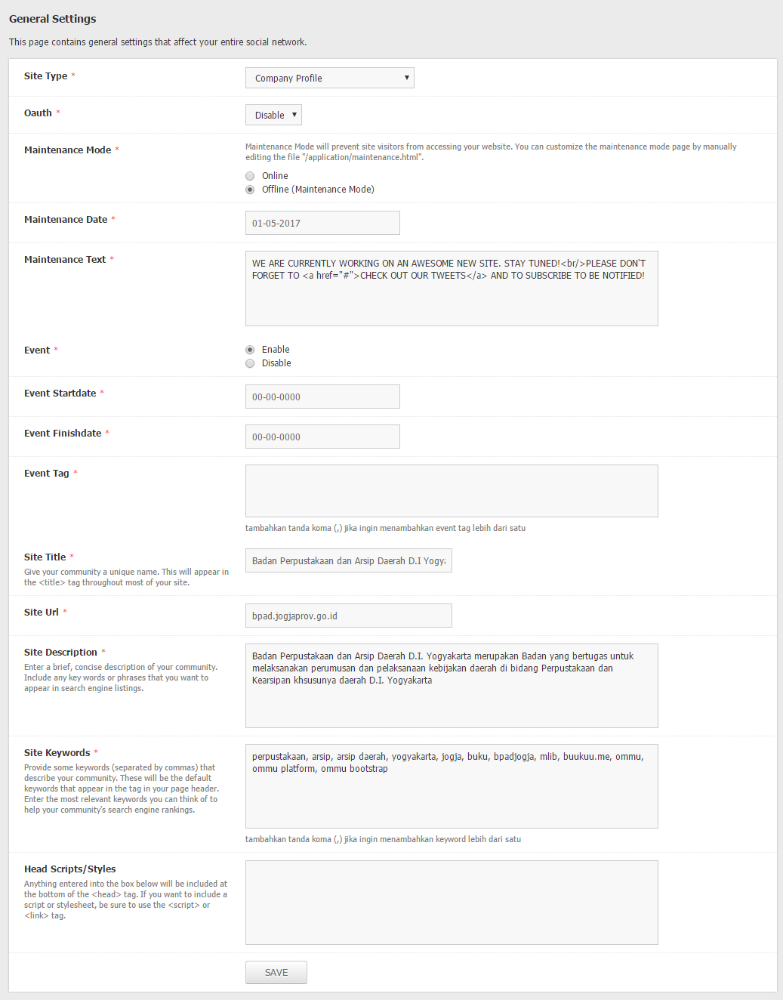 General Settings
This page contains general settings that affect your entire social network.
Site Type *
Company Profile
Oauth *
Disable
Maintenance Mode *
Maintenance Mode will prevent site visitors from accessing your website. You can customize the maintenance mode page by manually
editing the file "/application/maintenance.html".
Online
Offline (Maintenance Mode)
Maintenance Date *
01-05-2017
Maintenance Text *
WE ARE CURRENTLY WORKING ON AN AWESOME NEW SITE. STAY TUNED!<br/>PLEASE DON'T
FORGET TO <a href="#">CHECK OUT OUR TWEETS</a> AND TO SUBSCRIBE TO BE NOTIFIED!
Event *
Enable
Disable
Event Startdate *
00-00-0000
Event Finishdate *
00-00-0000
Event Tag *
tambahkan tanda koma (,) jika ingin menambahkan event tag lebih dari satu
Site Title *
Give your community a unique name. This will appear in
the <title> tag throughout most of your site.
Badan Perpustakaan dan Arsip Daerah D.I Yogy
Site Url *
bpad.jogjaprov.go.id
Site Description *
Enter a brief, concise description of your community.
Include any key words or phrases that you want to
appear in search engine listings.
Badan Perpustakaan dan Arsip Daerah D.I. Yogyakarta merupakan Badan yang bertugas untuk
melaksanakan perumusan dan pelaksanaan kebijakan daerah di bidang Perpustakaan dan
Kearsipan khsusunya daerah D.I. Yogyakarta
Site Keywords *
Provide some keywords (separated by commas) that
describe your community. These will be the default
keywords that appear in the tag in your page header.
Enter the most relevant keywords you can think of to
help your community's search engine rankings.
perpustakaan, arsip, arsip daerah, yogyakarta, jogja, buku, bpadjogja, mlib, buukuu.me, ommu,
ommu platform, ommu bootstrap
tambahkan tanda koma (,) jika ingin menambahkan keyword lebih dari satu
Head Scripts/Styles
Anything entered into the box below will be included at
the bottom of the <head> tag. If you want to include a
script or stylesheet, be sure to use the <script> or
<link> tag.
SAVE